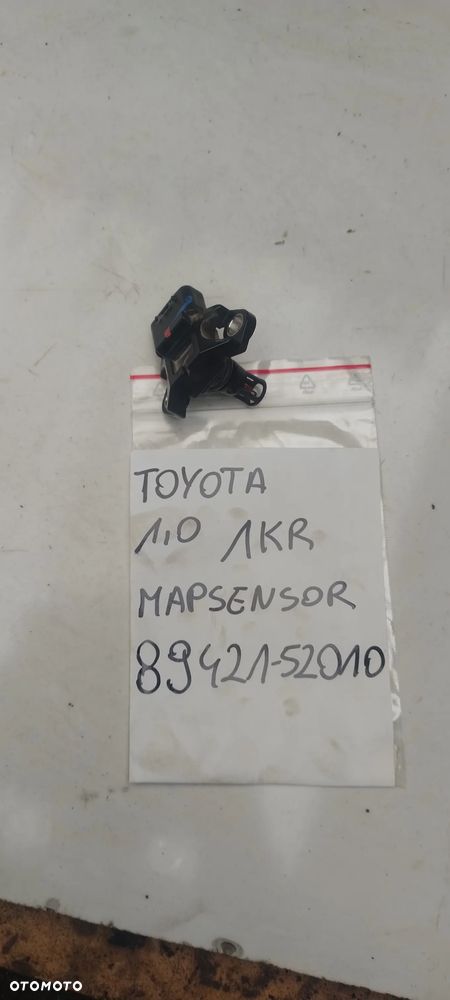 TOYOTA
1,0 1KR
MAPSENSOR
89421-52010
OTOMOTO